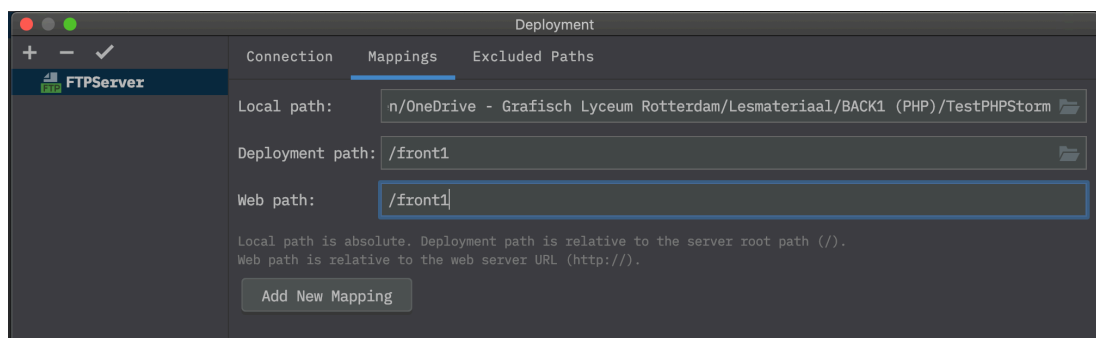 Deployment
Connection Mappings Excluded Paths
FTP FTPServer
Local path: n/OneDrive - Grafisch Lyceum Rotterdam/Lesmateriaal/BACK1 (PHP)/TestPHPStorm
Deployment path: /front1
Web path: /front1
Local path is absolute. Deployment path is relative to the server root path (/).
Web path is relative to the web server URL (http://).
Add New Mapping